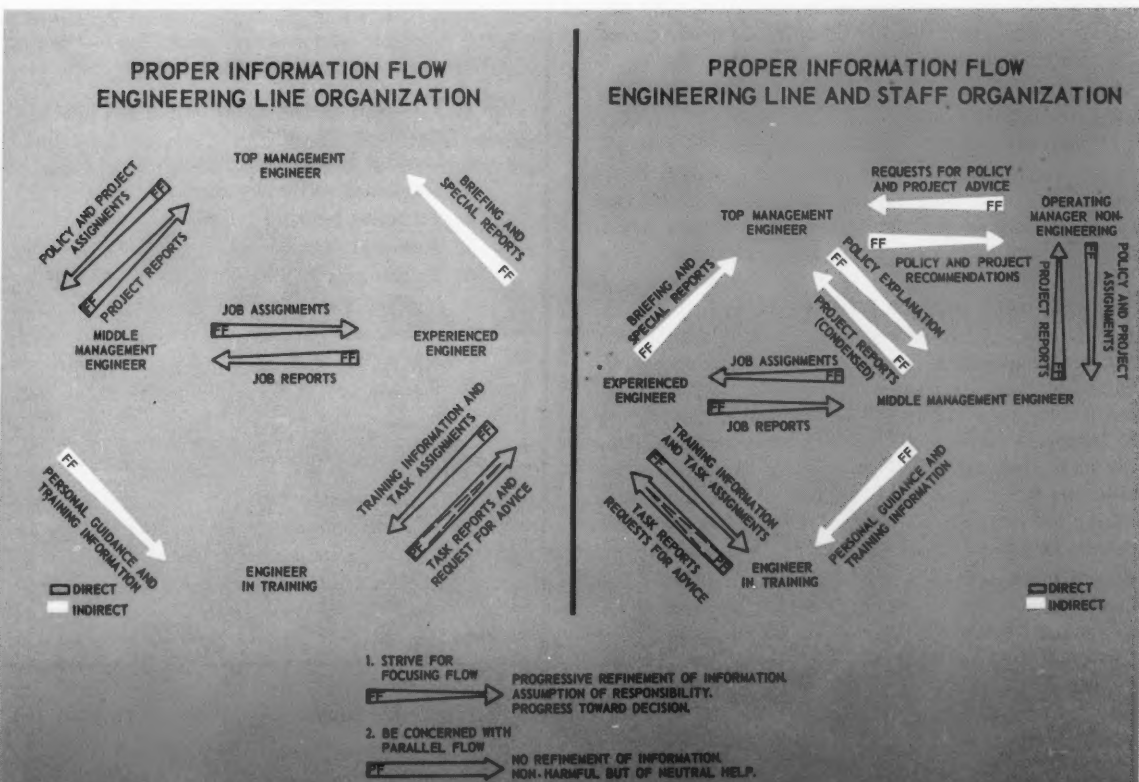 PROPER INFORMATION FLOW
ENGINEERING LINE ORGANIZATION
TOP MANAGEMENT
ENGINEER
POLICY AND PROJECT
ASSIGNMENTS
FF
FF
PROJECT REPORTS
BRIEFING AND
SPECIAL REPORTS
FF
JOB ASSIGNMENTS
FF
MIDDLE
MANAGEMENT
ENGINEER
EXPERIENCED
ENGINEER
FF
JOB REPORTS
TRAINING INFORMATION AND
TASK ASSIGNMENTS
FF
TASK REPORTS AND
REQUEST FOR ADVICE
FF
PERSONAL GUIDANCE AND
TRAINING INFORMATION
ENGINEER
IN TRAINING
DIRECT
INDIRECT
PROPER INFORMATION FLOW
ENGINEERING LINE AND STAFF ORGANIZATION
REQUESTS FOR POLICY
AND PROJECT ADVICE
FF
TOP MANAGEMENT
ENGINEER
OPERATING
MANAGER NON-
ENGINEERING
FF
POLICY AND PROJECT
RECOMMENDATIONS
BRIEFING AND
SPECIAL REPORTS
FF
FF
POLICY EXPLANATION
PROJECT REPORTS
(CONDENSED)
FF
PROJECT REPORTS
FF
FF
POLICY AND PROJECT
ASSIGNMENTS
JOB ASSIGNMENTS
FF
EXPERIENCED
ENGINEER
MIDDLE MANAGEMENT ENGINEER
FF
JOB REPORTS
FF
TRAINING INFORMATION
AND TASK ASSIGNMENTS
TASK REPORTS
REQUESTS FOR ADVICE
FF
PERSONAL GUIDANCE AND
TRAINING INFORMATION
ENGINEER
IN TRAINING
DIRECT
INDIRECT
1. STRIVE FOR
FOCUSING FLOW
FF
PROGRESSIVE REFINEMENT OF INFORMATION.
ASSUMPTION OF RESPONSIBILITY.
PROGRESS TOWARD DECISION.
2. BE CONCERNED WITH
PARALLEL FLOW
PF
NO REFINEMENT OF INFORMATION.
NON-HARMFUL BUT OF NEUTRAL HELP.